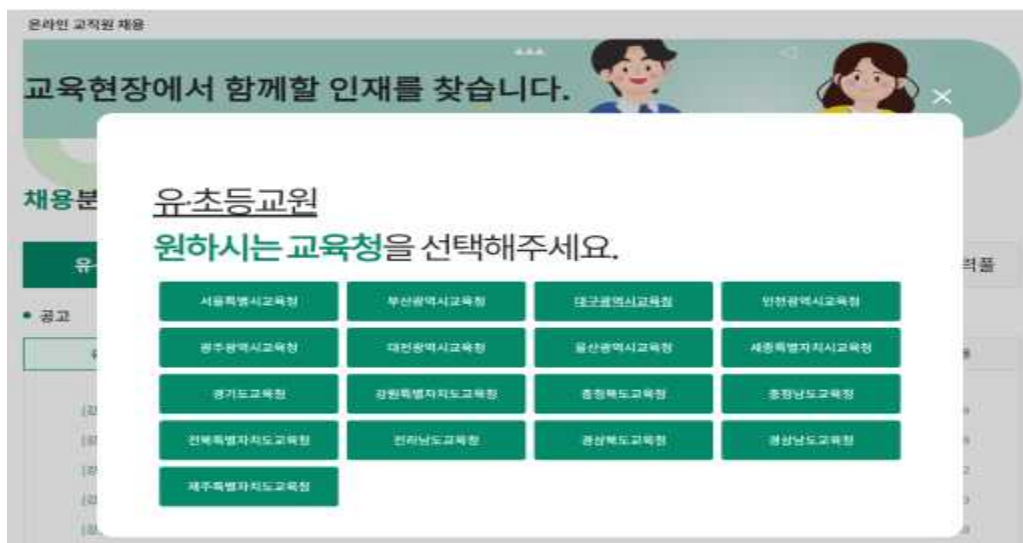 온라인 교직원 채용
교육현장에서 함께할 인재를 찾습니다.
채용분
유·초등교원
원하시는 교육청을 선택해주세요.
유
력풀
서울특별시교육청 부산광역시교육청 대구광역시교육청 인천광역시교육청
• 공고
광주광역시교육청 대전광역시교육청 울산광역시교육청 세종특별자치시교육청
경기도교육청 강원특별자치도교육청 충청북도교육청 충청남도교육청
전북특별자치도교육청 전라남도교육청 경상북도교육청 경상남도교육청
제주특별자치도교육청